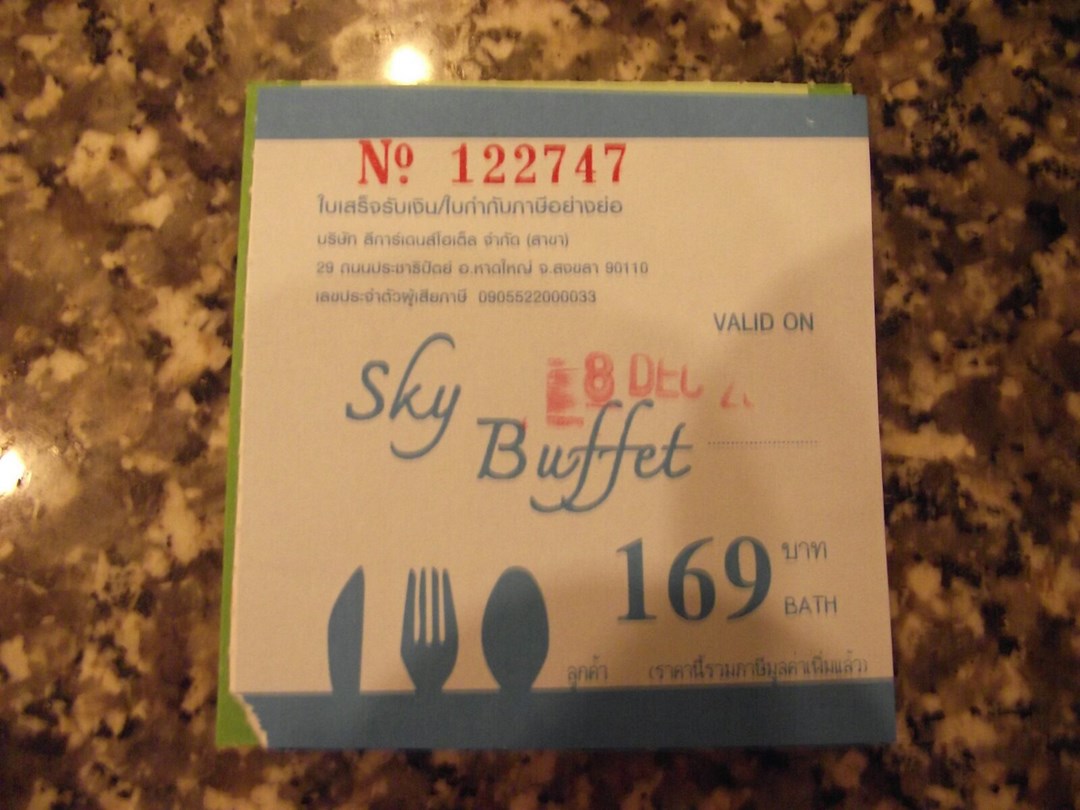 Nº 122747
ใบเสร็จรับเงิน/ใบกำกับภาษีอย่างย่อ
บริษัท ลีการ์เดนส์โฮเต็ล จำกัด (สาขา)
29 ถนนประชาธิปัตย์ อ.หาดใหญ่ จ.สงขลา 90110
เลขประจำตัวผู้เสียภาษี 0905522000033
VALID ON
8 DEC
Sky
Buffet
169 บาท
BATH
ลูกค้า (ราคานี้รวมภาษีมูลค่าเพิ่มแล้ว)